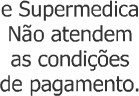 e Supermedica
Não atendem
as condições
de pagamento.